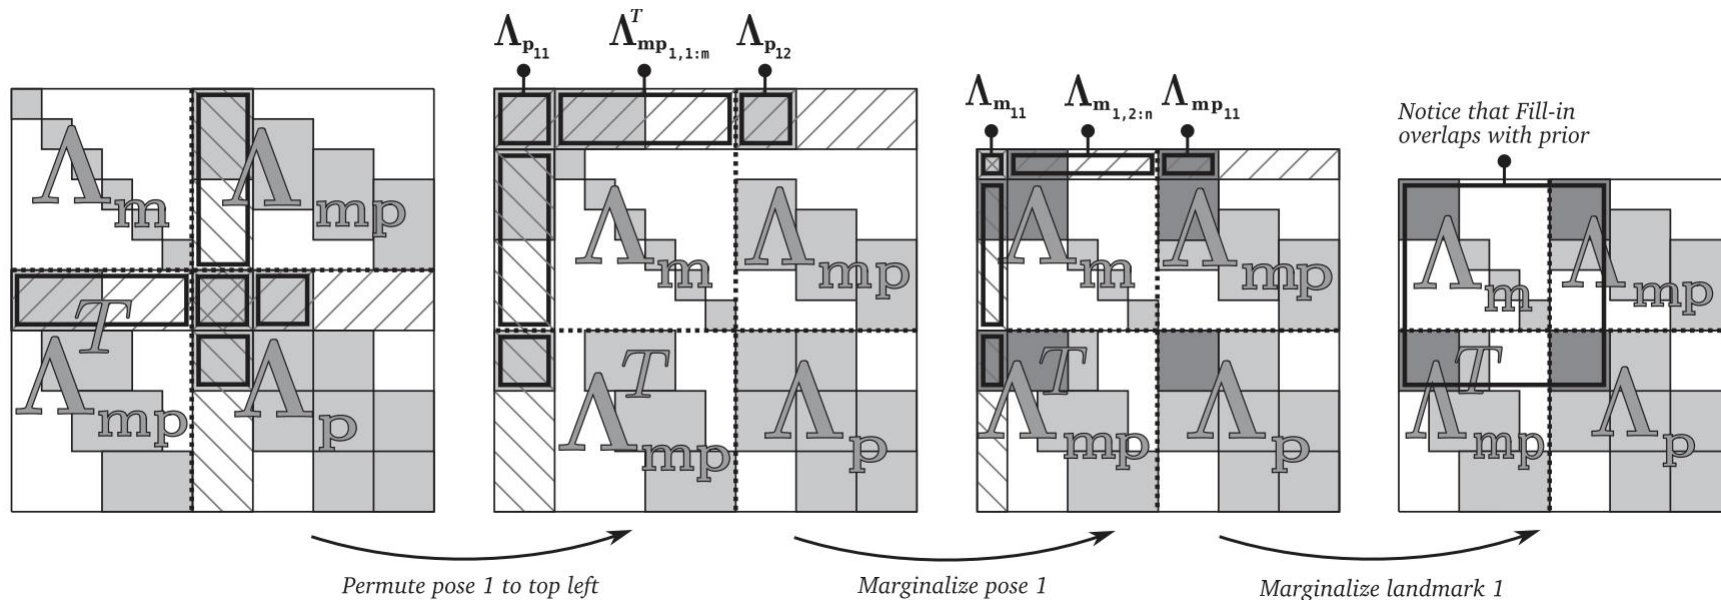 Λp11 ΛTmp1,1:m Λp12
Λm11 Λm1,2:n Λmp11
Notice that Fill-in
overlaps with prior
Λm Λmp
ΛTmp Λp
Λm Λmp
ΛTmp Λp
Λm Λmp
ΛTmp Λp
Λm Λmp
ΛTmp Λp
Permute pose 1 to top left
Marginalize pose 1
Marginalize landmark 1